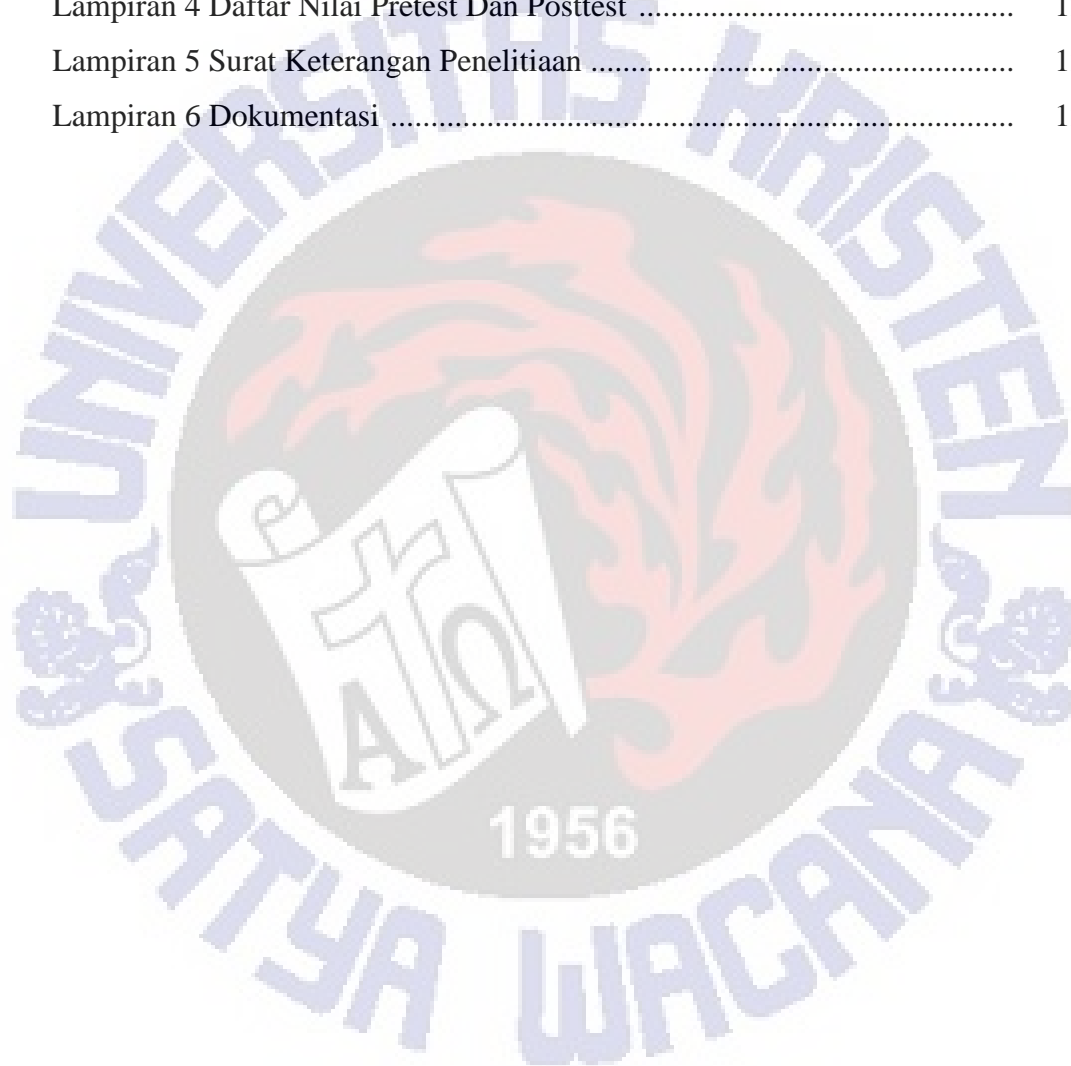 Lampiran 4 Daftar Nilai Pretest Dan Posttest ............................................... 1
Lampiran 5 Surat Keterangan Penelitiaan ..................................................... 1
Lampiran 6 Dokumentasi .............................................................................. 1
UNIVERSITAS KRISTEN
Α Ω
1956
SATYA WACANA